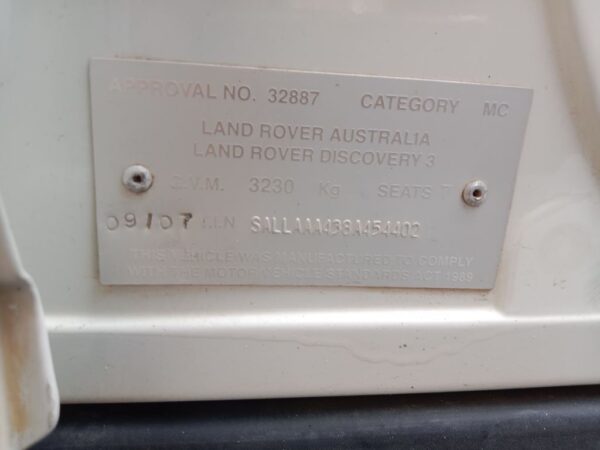 APPROVAL NO. 32887 CATEGORY MC
LAND ROVER AUSTRALIA
LAND ROVER DISCOVERY 3
G.V.M. 3230 Kg SEATS 7
09/07 SALLAAA438A454402
THIS VEHICLE WAS MANUFACTURED TO COMPLY
WITH THE MOTOR VEHICLE STANDARDS ACT 1989